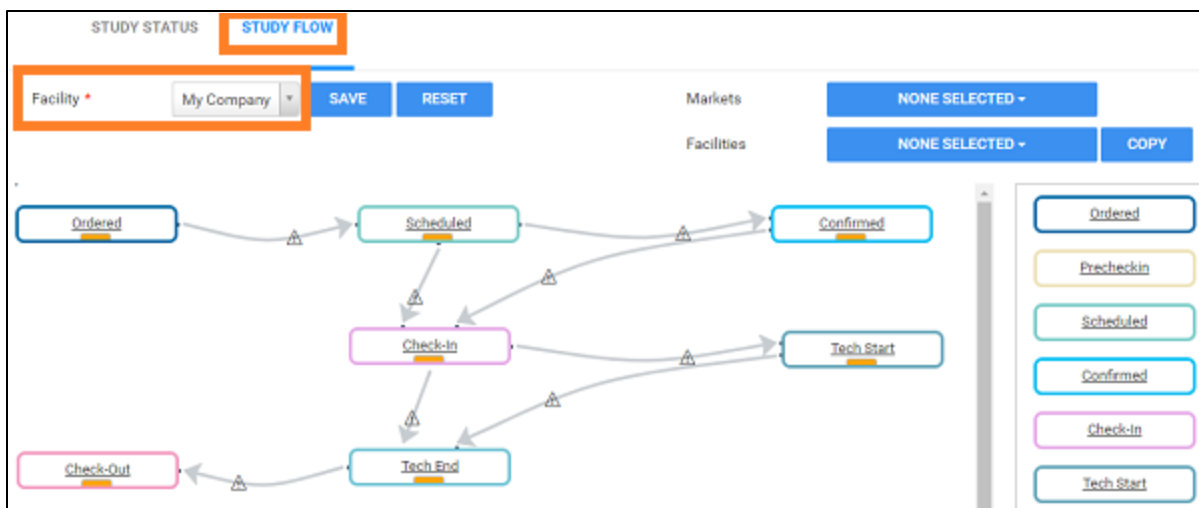 STUDY STATUS STUDY FLOW
Facility * My Company SAVE RESET Markets NONE SELECTED
Facilities NONE SELECTED COPY
Ordered Scheduled Confirmed Ordered
Precheckin
Scheduled
Check-In Tech Start Confirmed
Check-In
Check-Out Tech End Tech Start